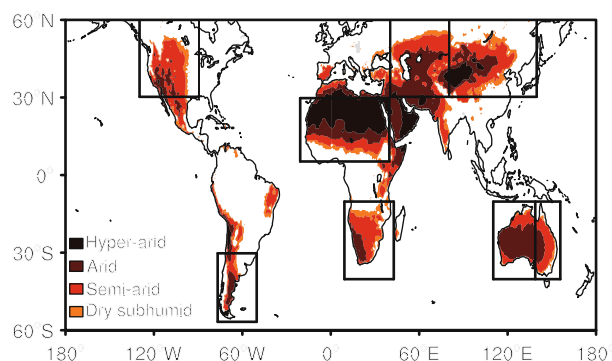 60 N
30 N
0°
30 S
60 S
Hyper-arid
Arid
Semi-arid
Dry subhumid
180 120 W 60 W 0° 60 E 120 E 180